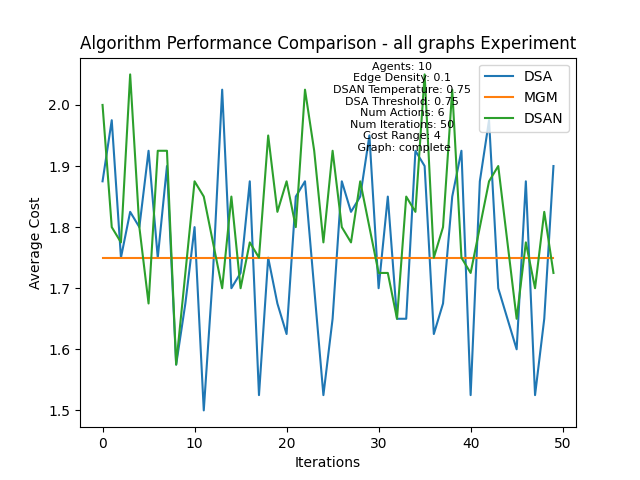 Algorithm Performance Comparison - all graphs Experiment
Agents: 10
Edge Density: 0.1
DSAN Temperature: 0.75
DSA Threshold: 0.75
Num Actions: 6
Num Iterations: 50
Cost Range: 4
Graph: complete
DSA
MGM
DSAN
Average Cost
2.0
1.9
1.8
1.7
1.6
1.5
0
10
20
30
40
50
Iterations